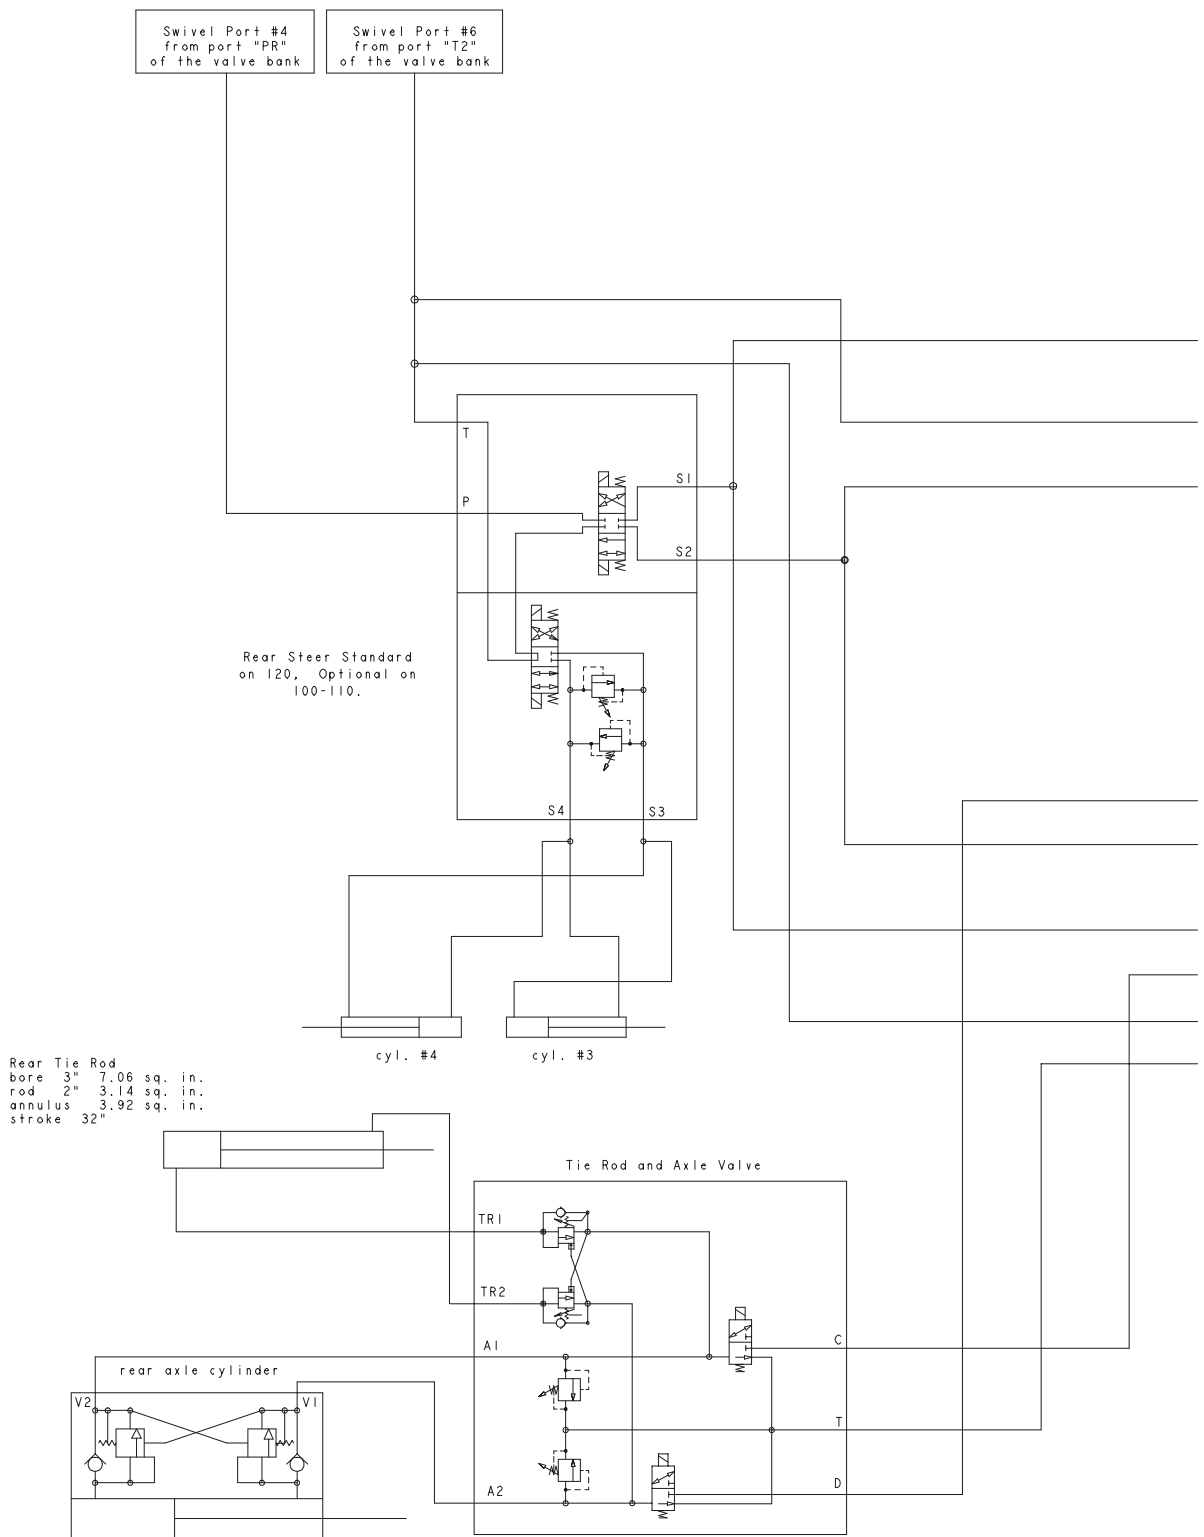 Swivel Port #4
from port "PR"
of the valve bank
Swivel Port #6
from port "T2"
of the valve bank
T
P
S1
S2
Rear Steer Standard
on 120, Optional on
100-110.
S4
S3
cyl. #4
cyl. #3
Rear Tie Rod
bore 3" 7.06 sq. in.
rod 2" 3.14 sq. in.
annulus 3.92 sq. in.
stroke 32"
Tie Rod and Axle Valve
TR1
TR2
A1
C
rear axle cylinder
V2
V1
T
A2
D